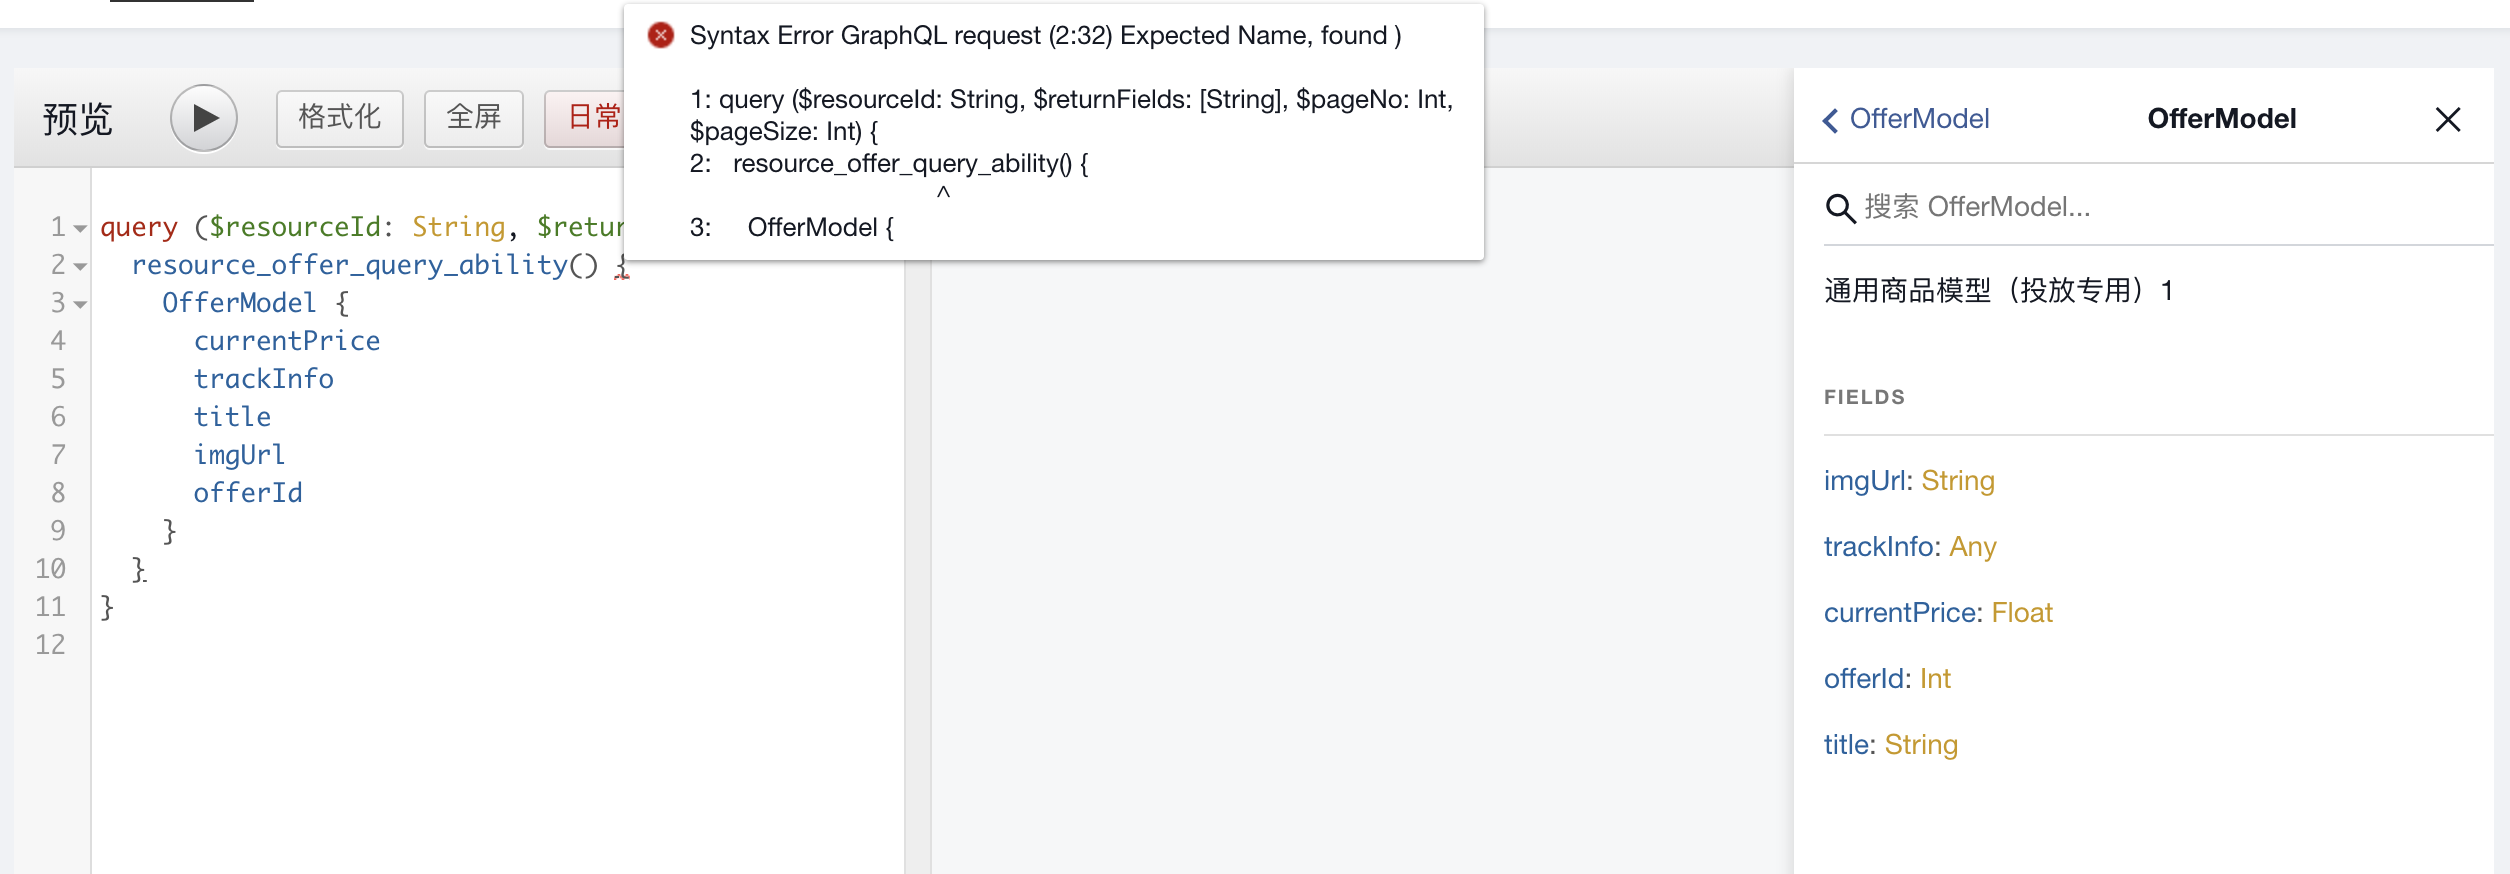 Syntax Error GraphQL request (2:32) Expected Name, found )
1: query ($resourceId: String, $returnFields: [String], $pageNo: Int,
$pageSize: Int) {
2: resource_offer_query_ability() {
^
3: OfferModel {
预览
格式化
全屏
日常
1 query ($resourceId: String, $retur
2 resource_offer_query_ability() {
3 OfferModel {
4 currentPrice
5 trackInfo
6 title
7 imgUrl
8 offerId
9 }
10 }
11 }
12
OfferModel
OfferModel
搜索 OfferModel...
通用商品模型（投放专用）1
FIELDS
imgUrl: String
trackInfo: Any
currentPrice: Float
offerId: Int
title: String